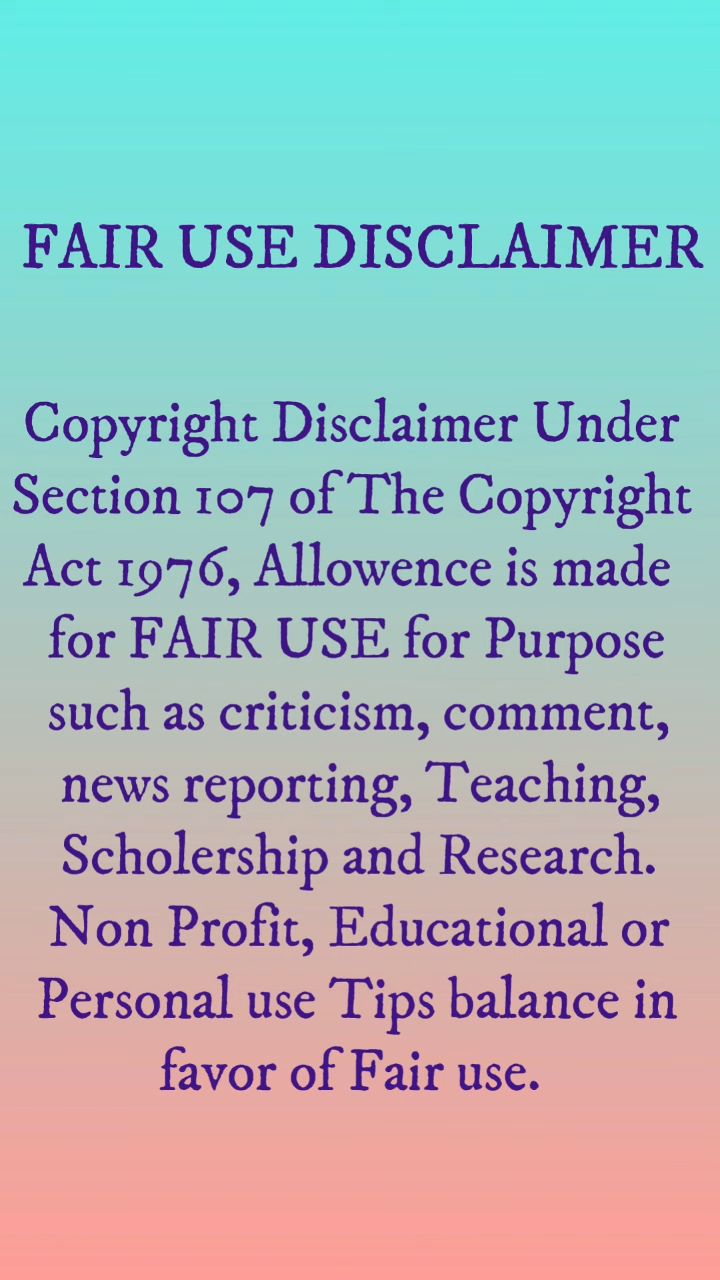 FAIR USE DISCLAIMER
Copyright Disclaimer Under
Section 107 of The Copyright
Act 1976, Allowence is made
for FAIR USE for Purpose
such as criticism, comment,
news reporting, Teaching,
Scholership and Research.
Non Profit, Educational or
Personal use Tips balance in
favor of Fair use.